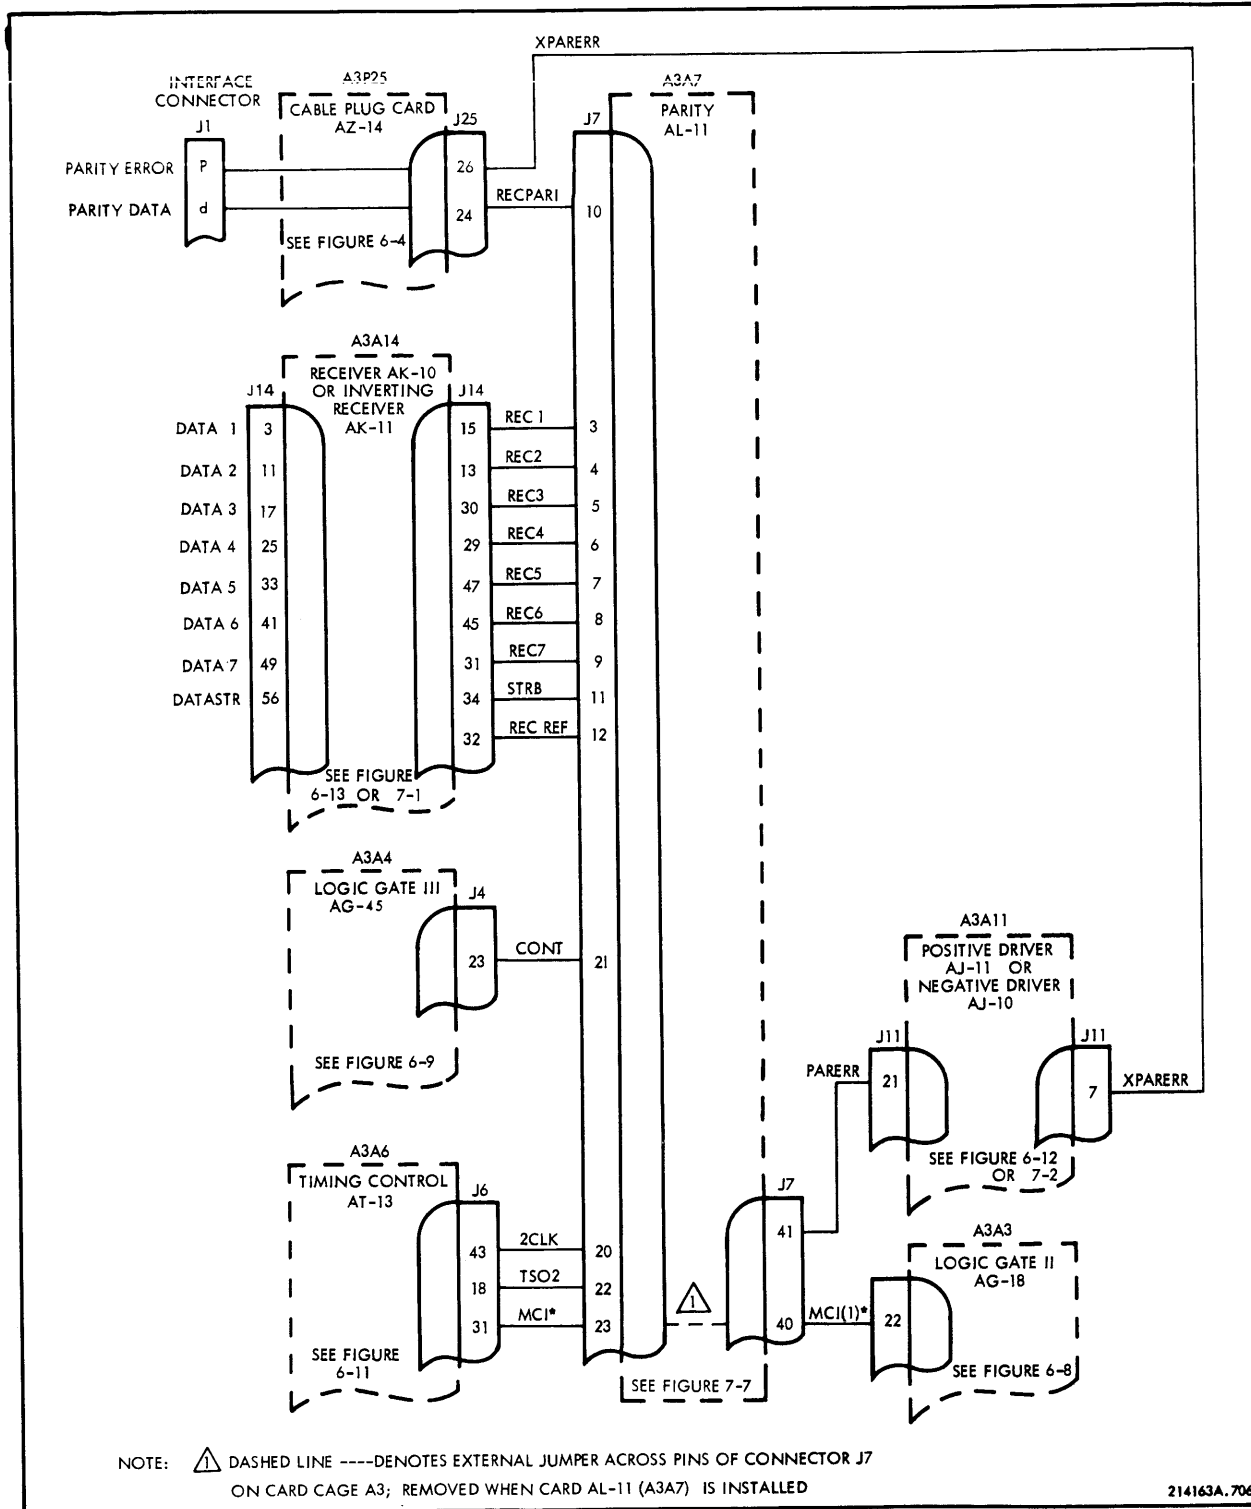 XPARERR
INTERFACE
CONNECTOR
J1
PARITY ERROR
P
PARITY DATA
d
A3P25
CABLE PLUG CARD
AZ-14
J25
26
24
SEE FIGURE 6-4
RECPARI
A3A7
PARITY
AL-11
J7
10
A3A14
RECEIVER AK-10
OR INVERTING
RECEIVER
AK-11
J14
J14
DATA 1 3 15 REC 1 3
DATA 2 11 13 REC2 4
DATA 3 17 30 REC3 5
DATA 4 25 29 REC4 6
DATA 5 33 47 REC5 7
DATA 6 41 45 REC6 8
DATA 7 49 31 REC7 9
DATASTR 56 34 STRB 11
32 REC REF 12
SEE FIGURE
6-13 OR 7-1
A3A4
LOGIC GATE III
AG-45
J4
23 CONT 21
SEE FIGURE 6-9
A3A11
POSITIVE DRIVER
AJ-11 OR
NEGATIVE DRIVER
AJ-10
J11
J11
PARERR
21
7
XPARERR
SEE FIGURE 6-12
OR 7-2
A3A6
TIMING CONTROL
AT-13
J6
43 2CLK 20
18 TSO2 22
31 MCI* 23
SEE FIGURE
6-11
1
J7
41
40
MCI(1)*
22
SEE FIGURE 7-7
A3A3
LOGIC GATE II
AG-18
SEE FIGURE 6-8
NOTE: 1 DASHED LINE ----DENOTES EXTERNAL JUMPER ACROSS PINS OF CONNECTOR J7
ON CARD CAGE A3; REMOVED WHEN CARD AL-11 (A3A7) IS INSTALLED
214163A.706